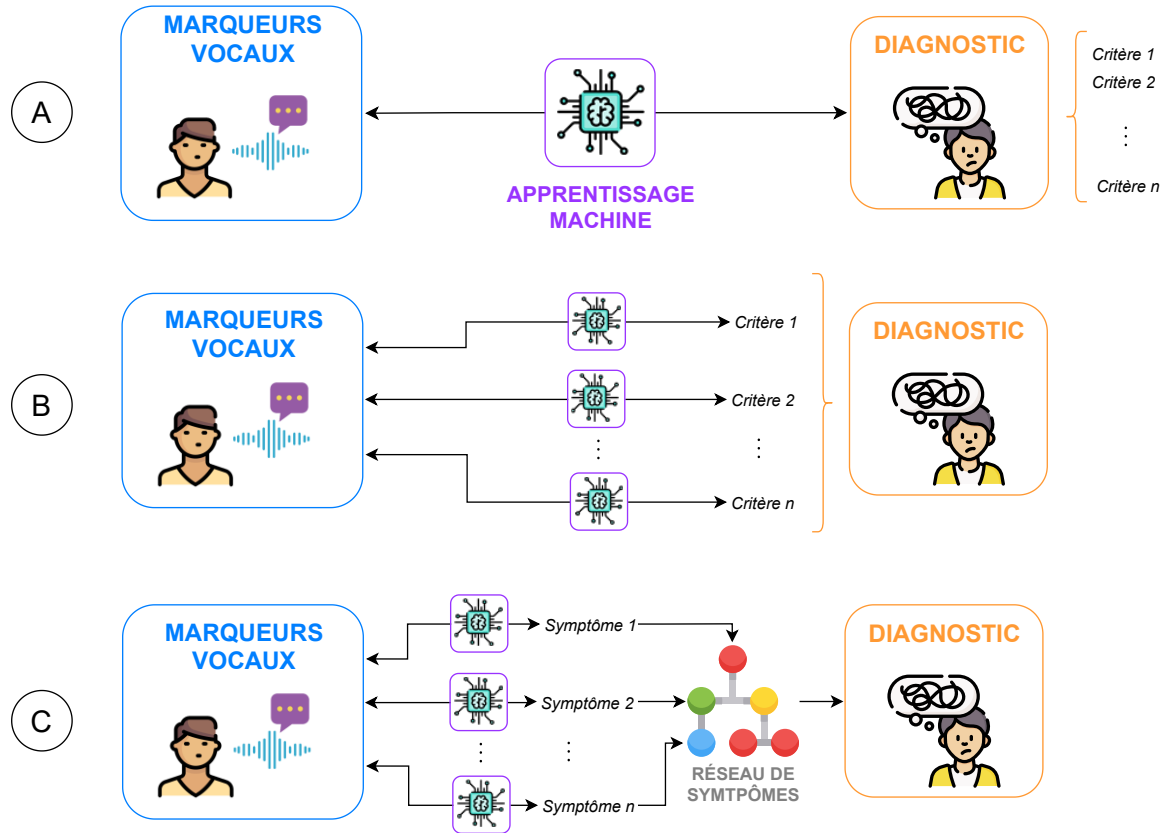 A
MARQUEURS
VOCAUX
APPRENTISSAGE
MACHINE
DIAGNOSTIC
Critère 1
Critère 2
⋮
Critère n
B
MARQUEURS
VOCAUX
Critère 1
Critère 2
⋮
⋮
Critère n
DIAGNOSTIC
C
MARQUEURS
VOCAUX
Symptôme 1
Symptôme 2
⋮
⋮
Symptôme n
RÉSEAU DE
SYMTPÔMES
DIAGNOSTIC